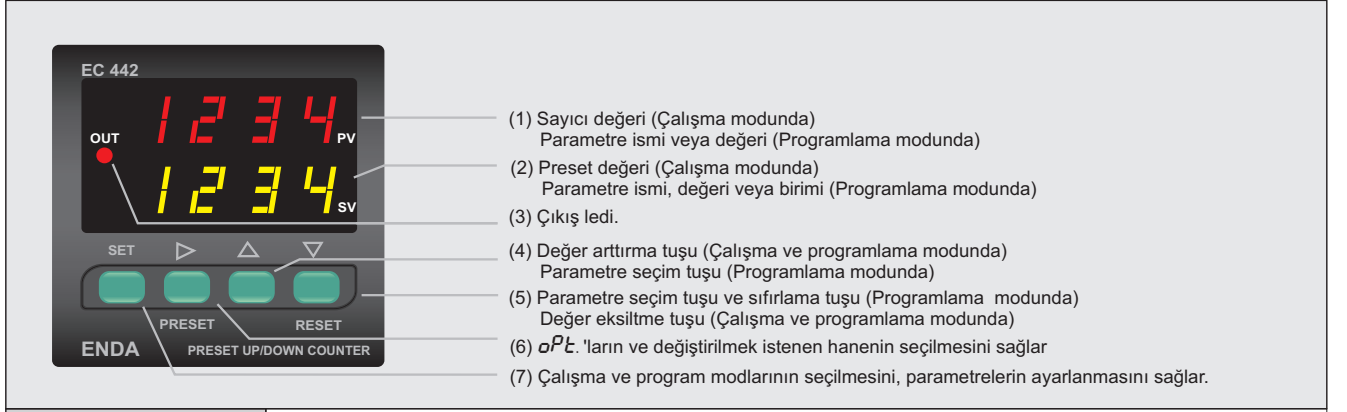 EC 442
1234
PV
OUT
1234
SV
SET
PRESET
RESET
ENDA
PRESET UP/DOWN COUNTER
(1) Sayıcı değeri (Çalışma modunda)
Parametre ismi veya değeri (Programlama modunda)
(2) Preset değeri (Çalışma modunda)
Parametre ismi, değeri veya birimi (Programlama modunda)
(3) Çıkış ledi.
(4) Değer arttırma tuşu (Çalışma ve programlama modunda)
Parametre seçim tuşu (Programlama modunda)
(5) Parametre seçim tuşu ve sıfırlama tuşu (Programlama modunda)
Değer eksiltme tuşu (Çalışma ve programlama modunda)
(6) oPt. 'ların ve değiştirilmek istenen hanenin seçilmesini sağlar
(7) Çalışma ve program modlarının seçilmesini, parametrelerin ayarlanmasını sağlar.